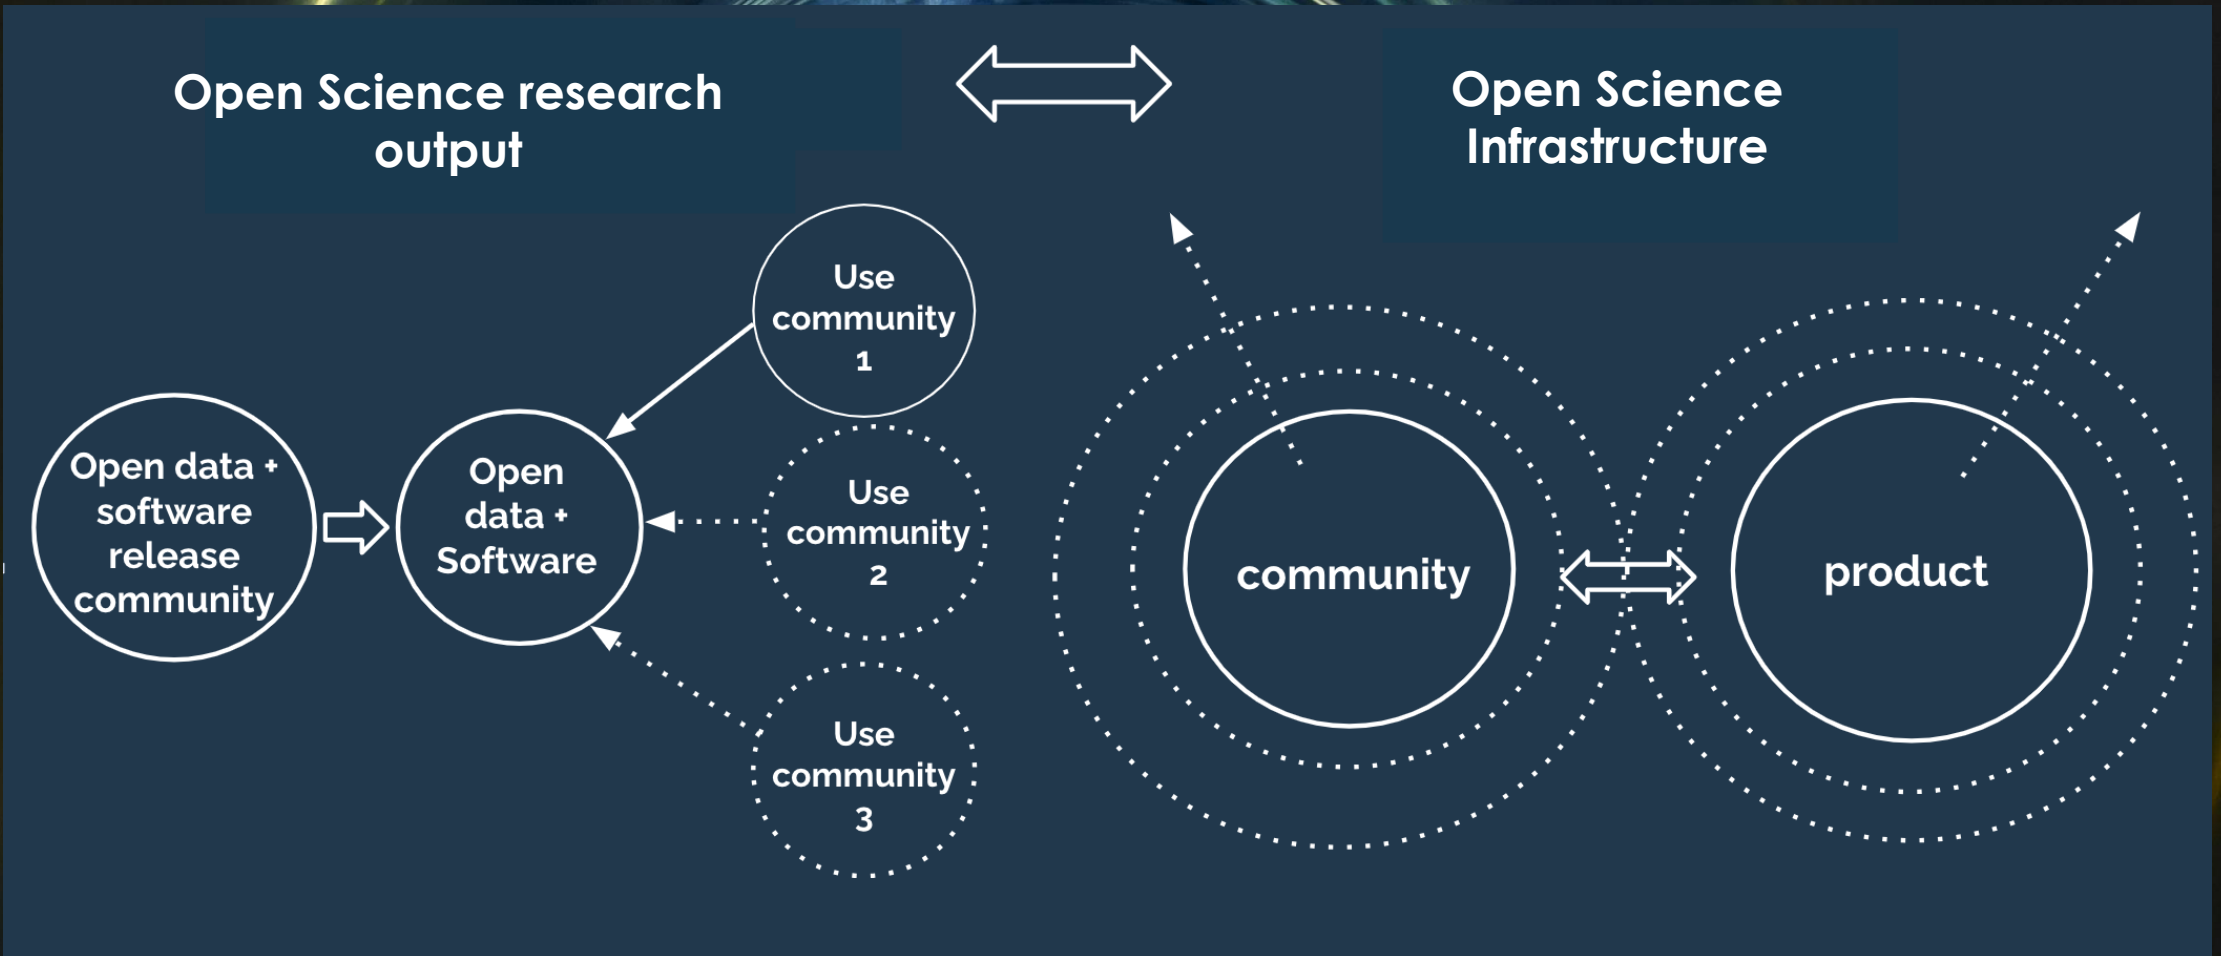 Open Science research
output
Open Science
Infrastructure
Use
community
1
Open data +
software
release
community
Open
data +
Software
Use
community
2
Use
community
3
community
product